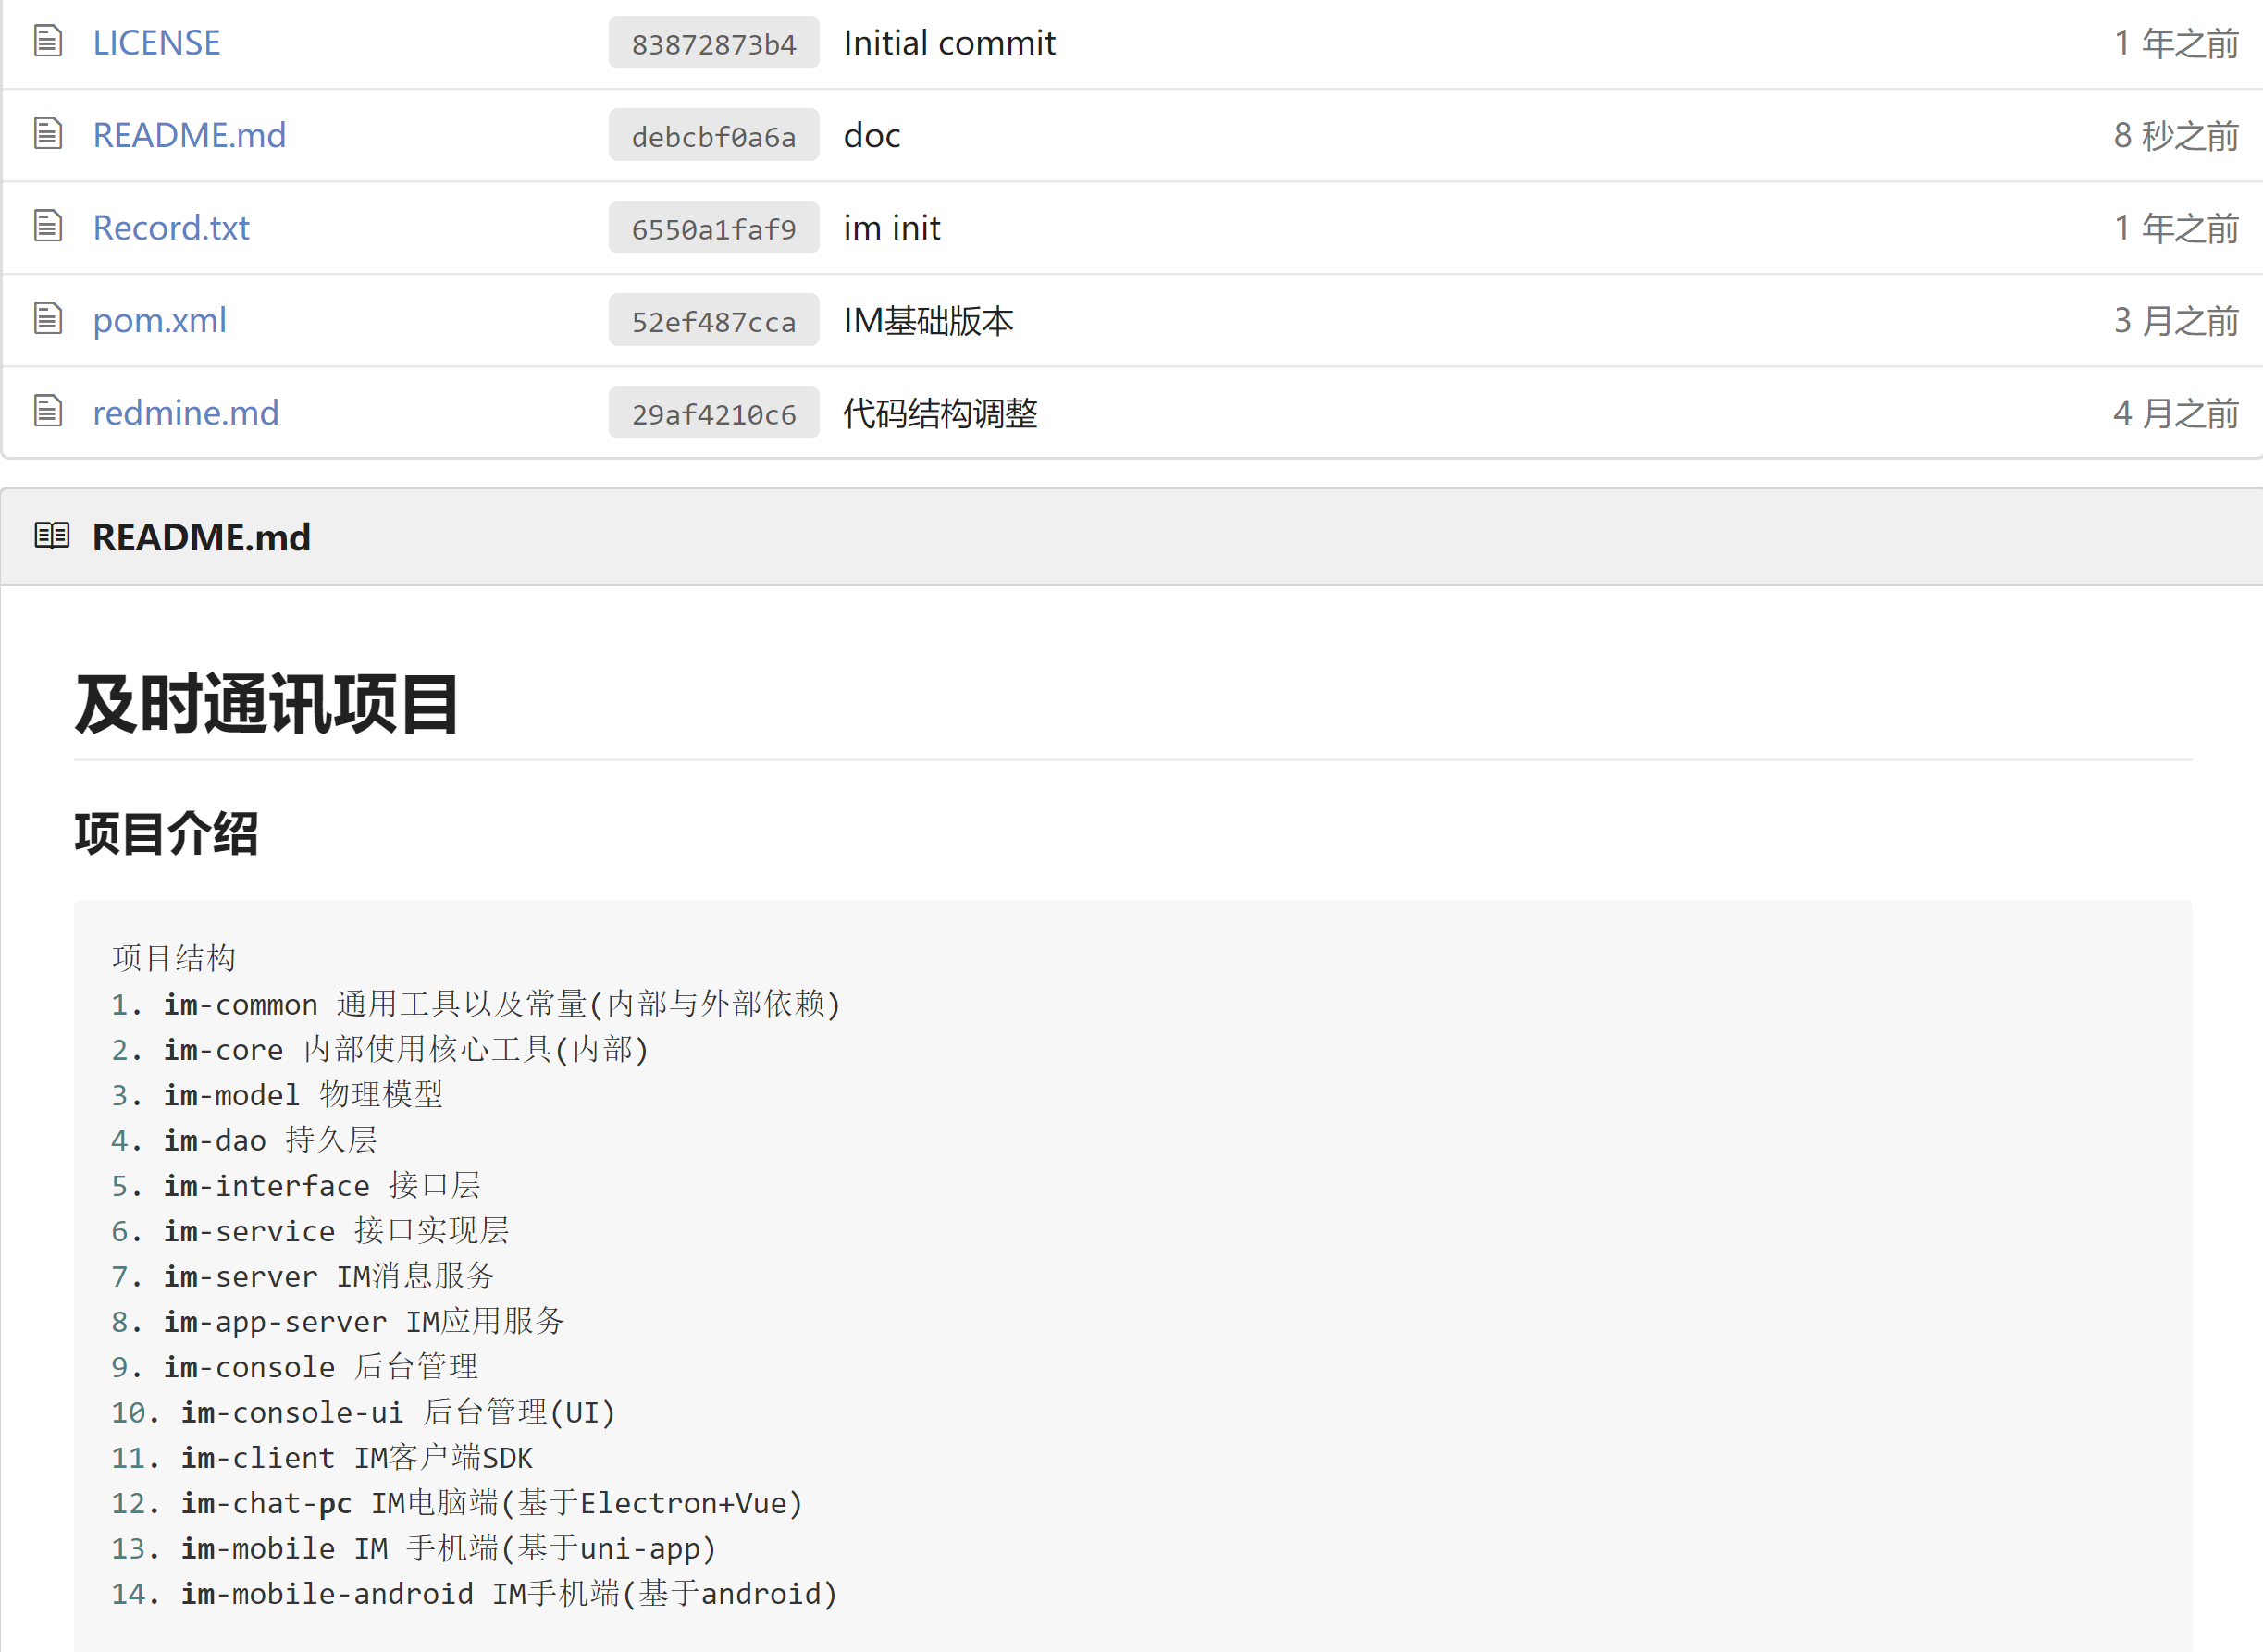 LICENSE 83872873b4 Initial commit 1 年之前
README.md debcbf0a6a doc 8 秒之前
Record.txt 6550a1faf9 im init 1 年之前
pom.xml 52ef487cca IM基础版本 3 月之前
redmine.md 29af4210c6 代码结构调整 4 月之前
README.md
及时通讯项目
项目介绍
项目结构
1. im-common 通用工具以及常量(内部与外部依赖)
2. im-core 内部使用核心工具(内部)
3. im-model 物理模型
4. im-dao 持久层
5. im-interface 接口层
6. im-service 接口实现层
7. im-server IM消息服务
8. im-app-server IM应用服务
9. im-console 后台管理
10. im-console-ui 后台管理(UI)
11. im-client IM客户端SDK
12. im-chat-pc IM电脑端(基于Electron+Vue)
13. im-mobile IM 手机端(基于uni-app)
14. im-mobile-android IM手机端(基于android)